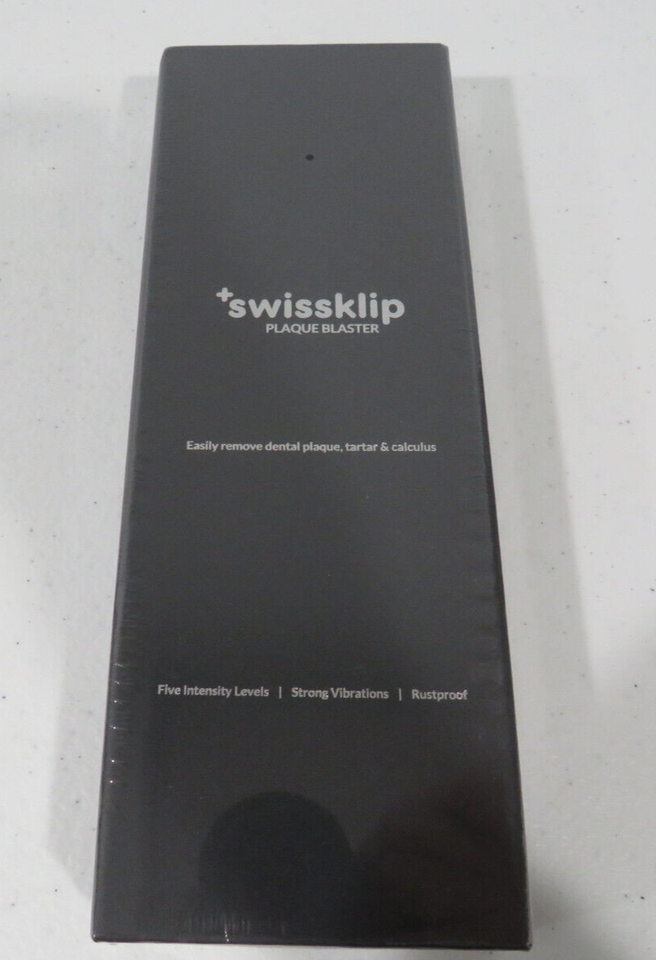 +swissklip
PLAQUE BLASTER
Easily remove dental plaque, tartar & calculus
Five Intensity Levels | Strong Vibrations | Rustproof